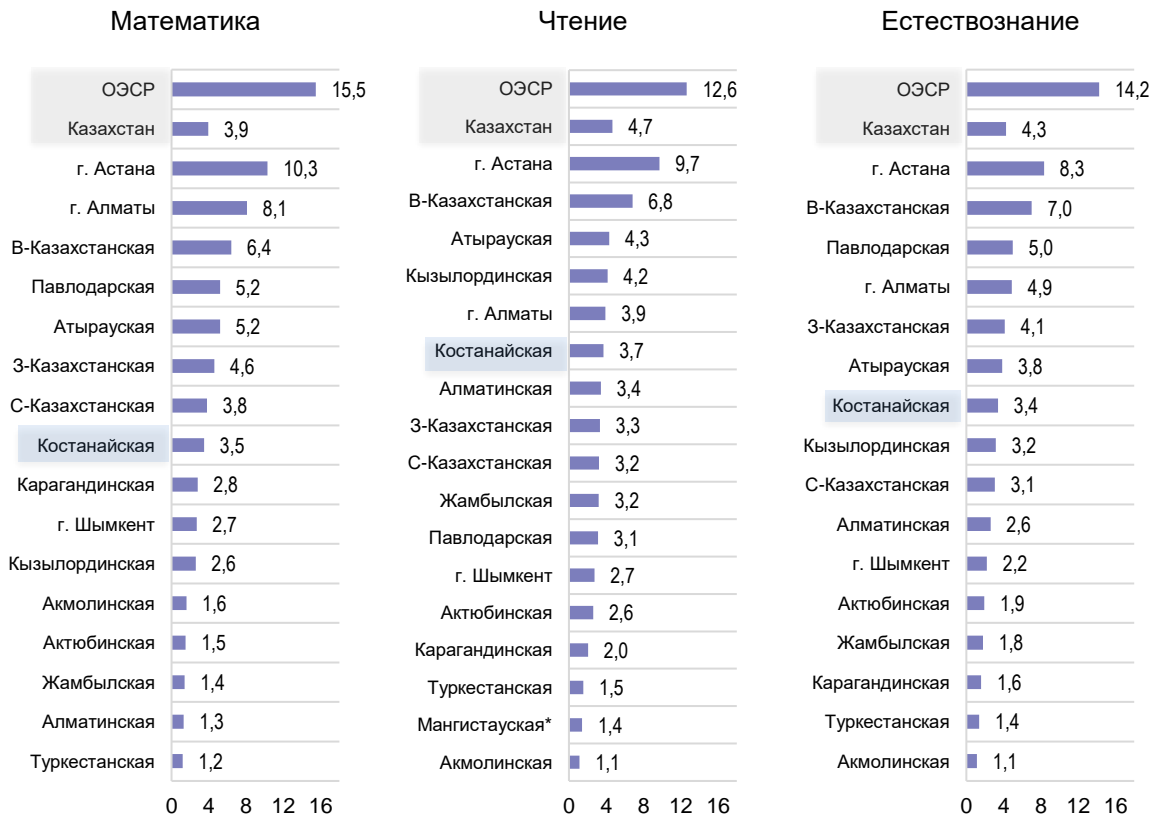 Математика
ОЭСР 15,5
Казахстан 3,9
г. Астана 10,3
г. Алматы 8,1
В-Казахстанская 6,4
Павлодарская 5,2
Атырауская 5,2
З-Казахстанская 4,6
С-Казахстанская 3,8
Костанайская 3,5
Карагандинская 2,8
г. Шымкент 2,7
Кызылординская 2,6
Акмолинская 1,6
Актюбинская 1,5
Жамбылская 1,4
Алматинская 1,3
Туркестанская 1,2
0 4 8 12 16
Чтение
ОЭСР 12,6
Казахстан 4,7
г. Астана 9,7
В-Казахстанская 6,8
Атырауская 4,3
Кызылординская 4,2
г. Алматы 3,9
Костанайская 3,7
Алматинская 3,4
З-Казахстанская 3,3
С-Казахстанская 3,2
Жамбылская 3,2
Павлодарская 3,1
г. Шымкент 2,7
Актюбинская 2,6
Карагандинская 2,0
Туркестанская 1,5
Мангистауская* 1,4
Акмолинская 1,1
0 4 8 12 16
Естествознание
ОЭСР 14,2
Казахстан 4,3
г. Астана 8,3
В-Казахстанская 7,0
Павлодарская 5,0
г. Алматы 4,9
З-Казахстанская 4,1
Атырауская 3,8
Костанайская 3,4
Кызылординская 3,2
С-Казахстанская 3,1
Алматинская 2,6
г. Шымкент 2,2
Актюбинская 1,9
Жамбылская 1,8
Карагандинская 1,6
Туркестанская 1,4
Акмолинская 1,1
0 4 8 12 16